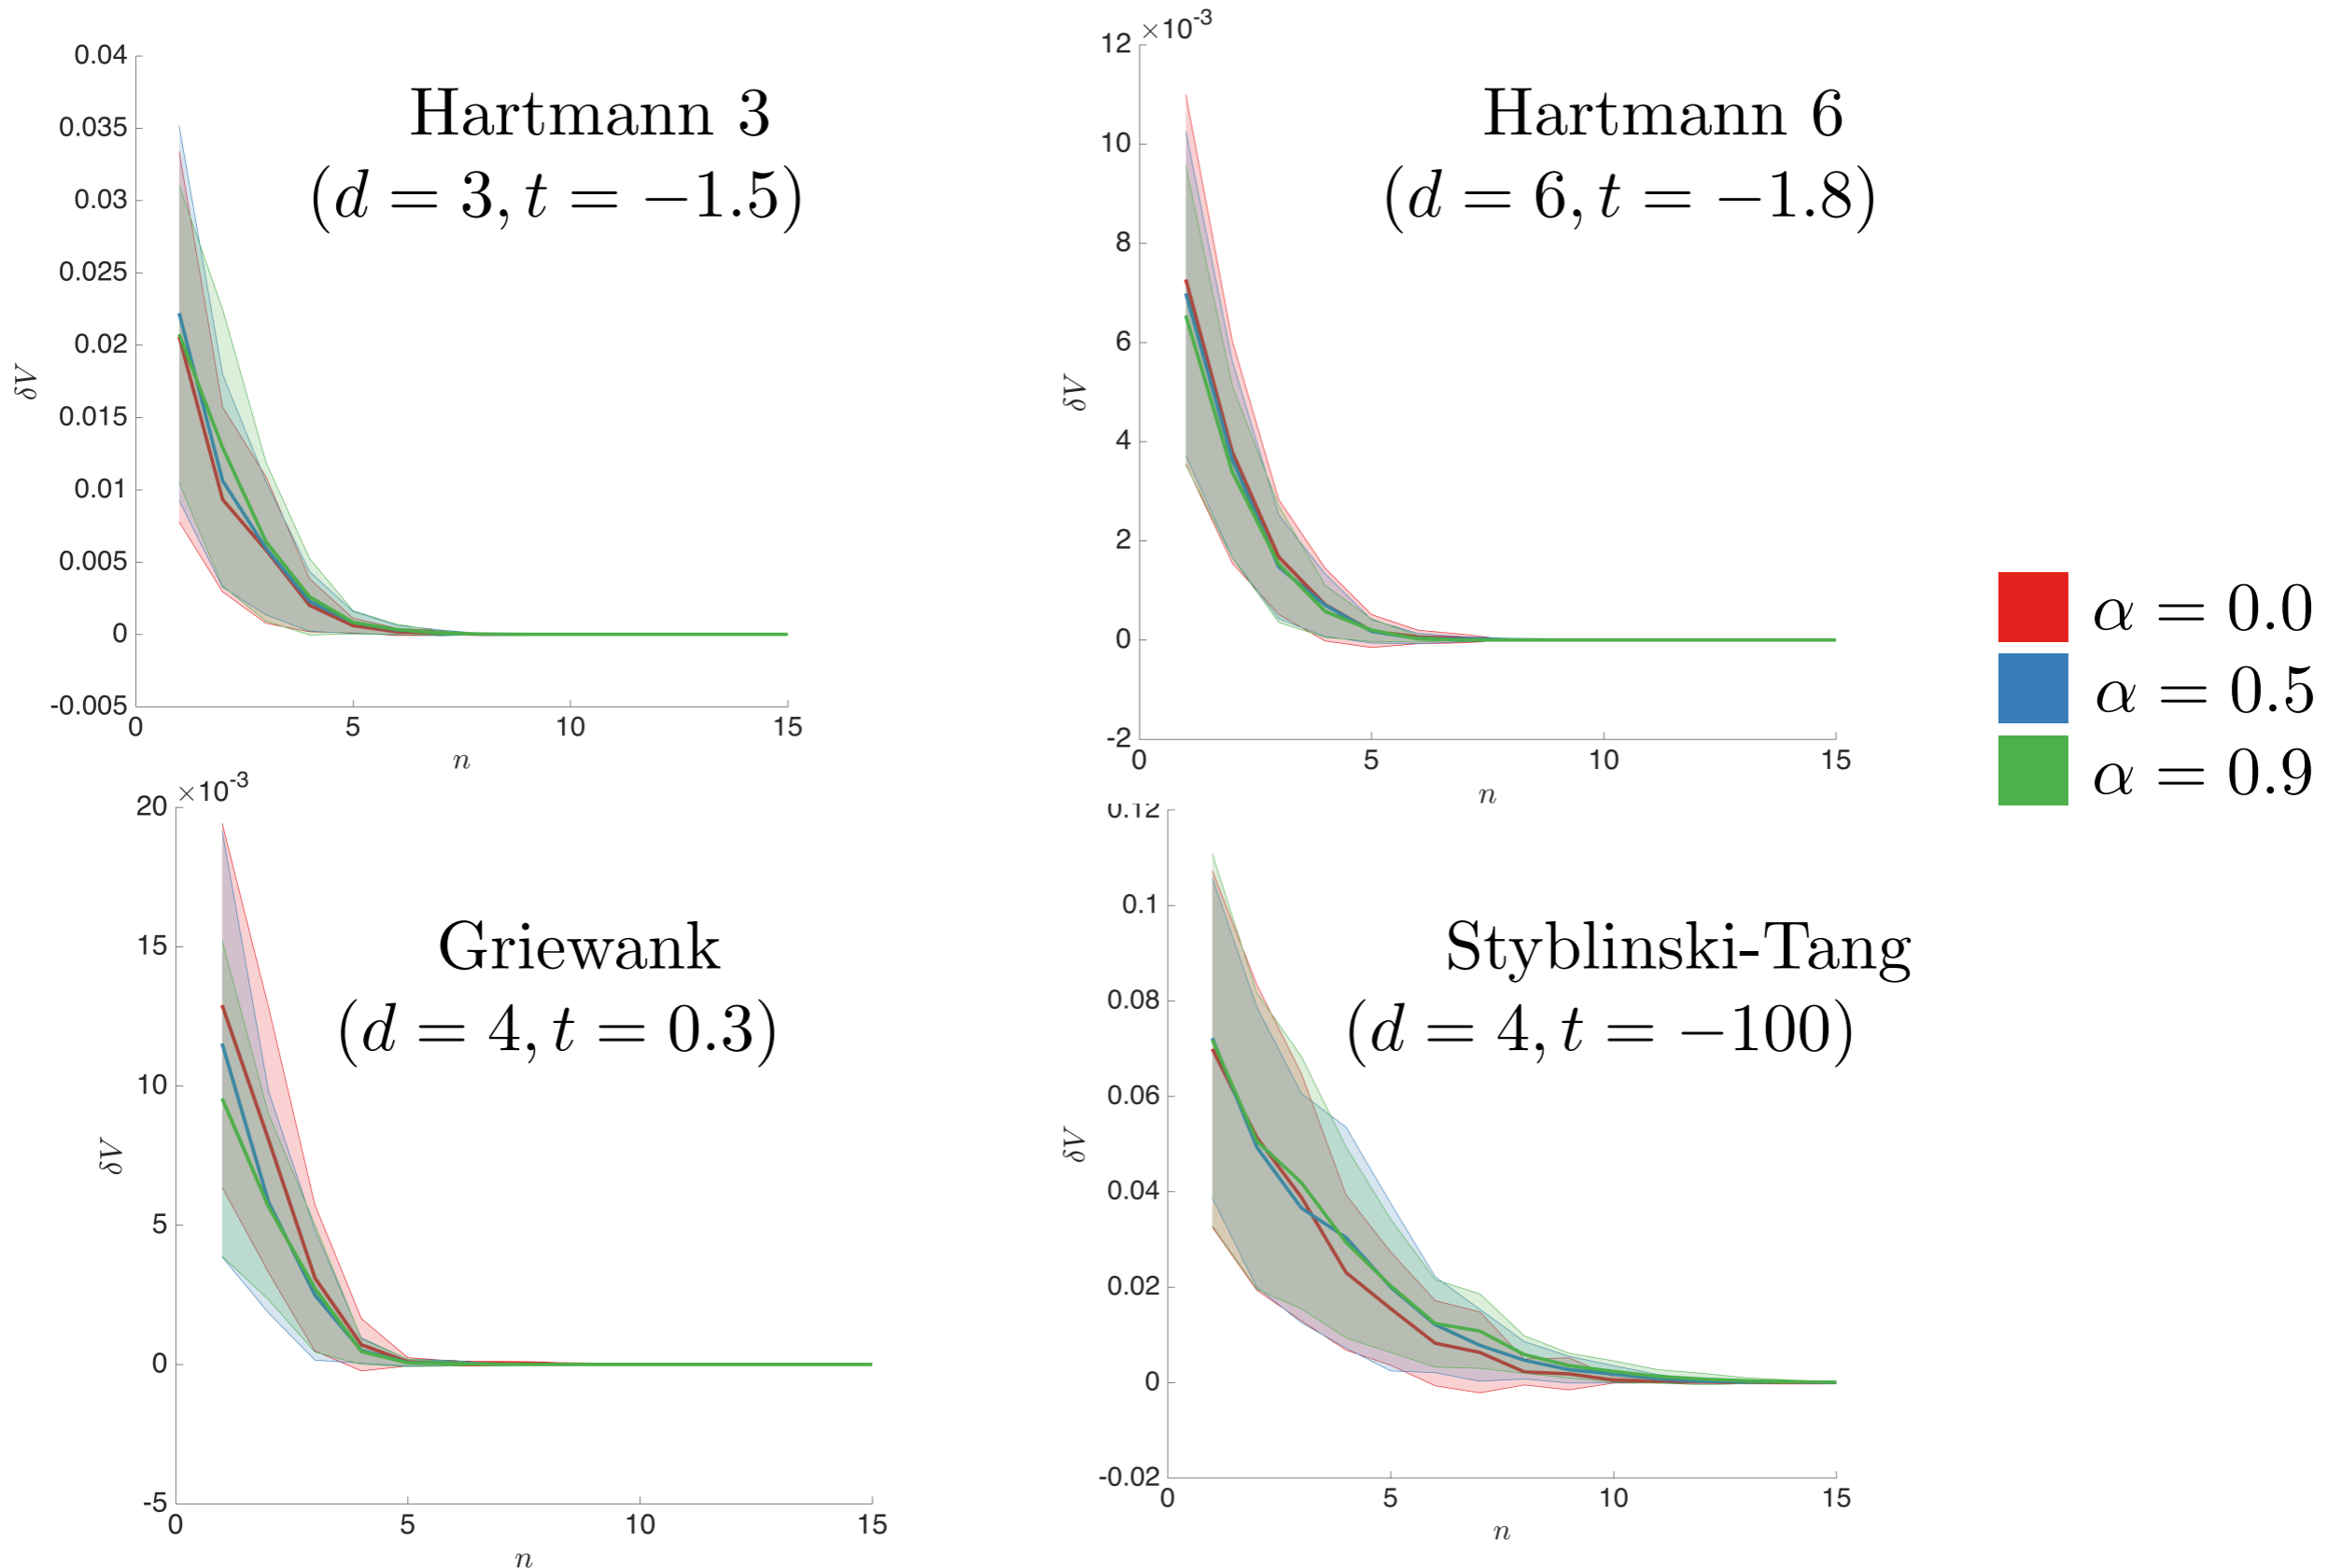 0.04
0.035
0.03
0.025
0.02
0.015
0.01
0.005
0
-0.005
δV
Hartmann 3
(d = 3, t = −1.5)
0 5 10 15
n
×10⁻³
12
10
8
6
4
2
0
-2
δV
Hartmann 6
(d = 6, t = −1.8)
0 5 10 15
n
α = 0.0
α = 0.5
α = 0.9
×10⁻³
20
15
10
5
0
-5
δV
Griewank
(d = 4, t = 0.3)
0 5 10 15
n
0.12
0.1
0.08
0.06
0.04
0.02
0
-0.02
δV
Styblinski-Tang
(d = 4, t = −100)
0 5 10 15
n